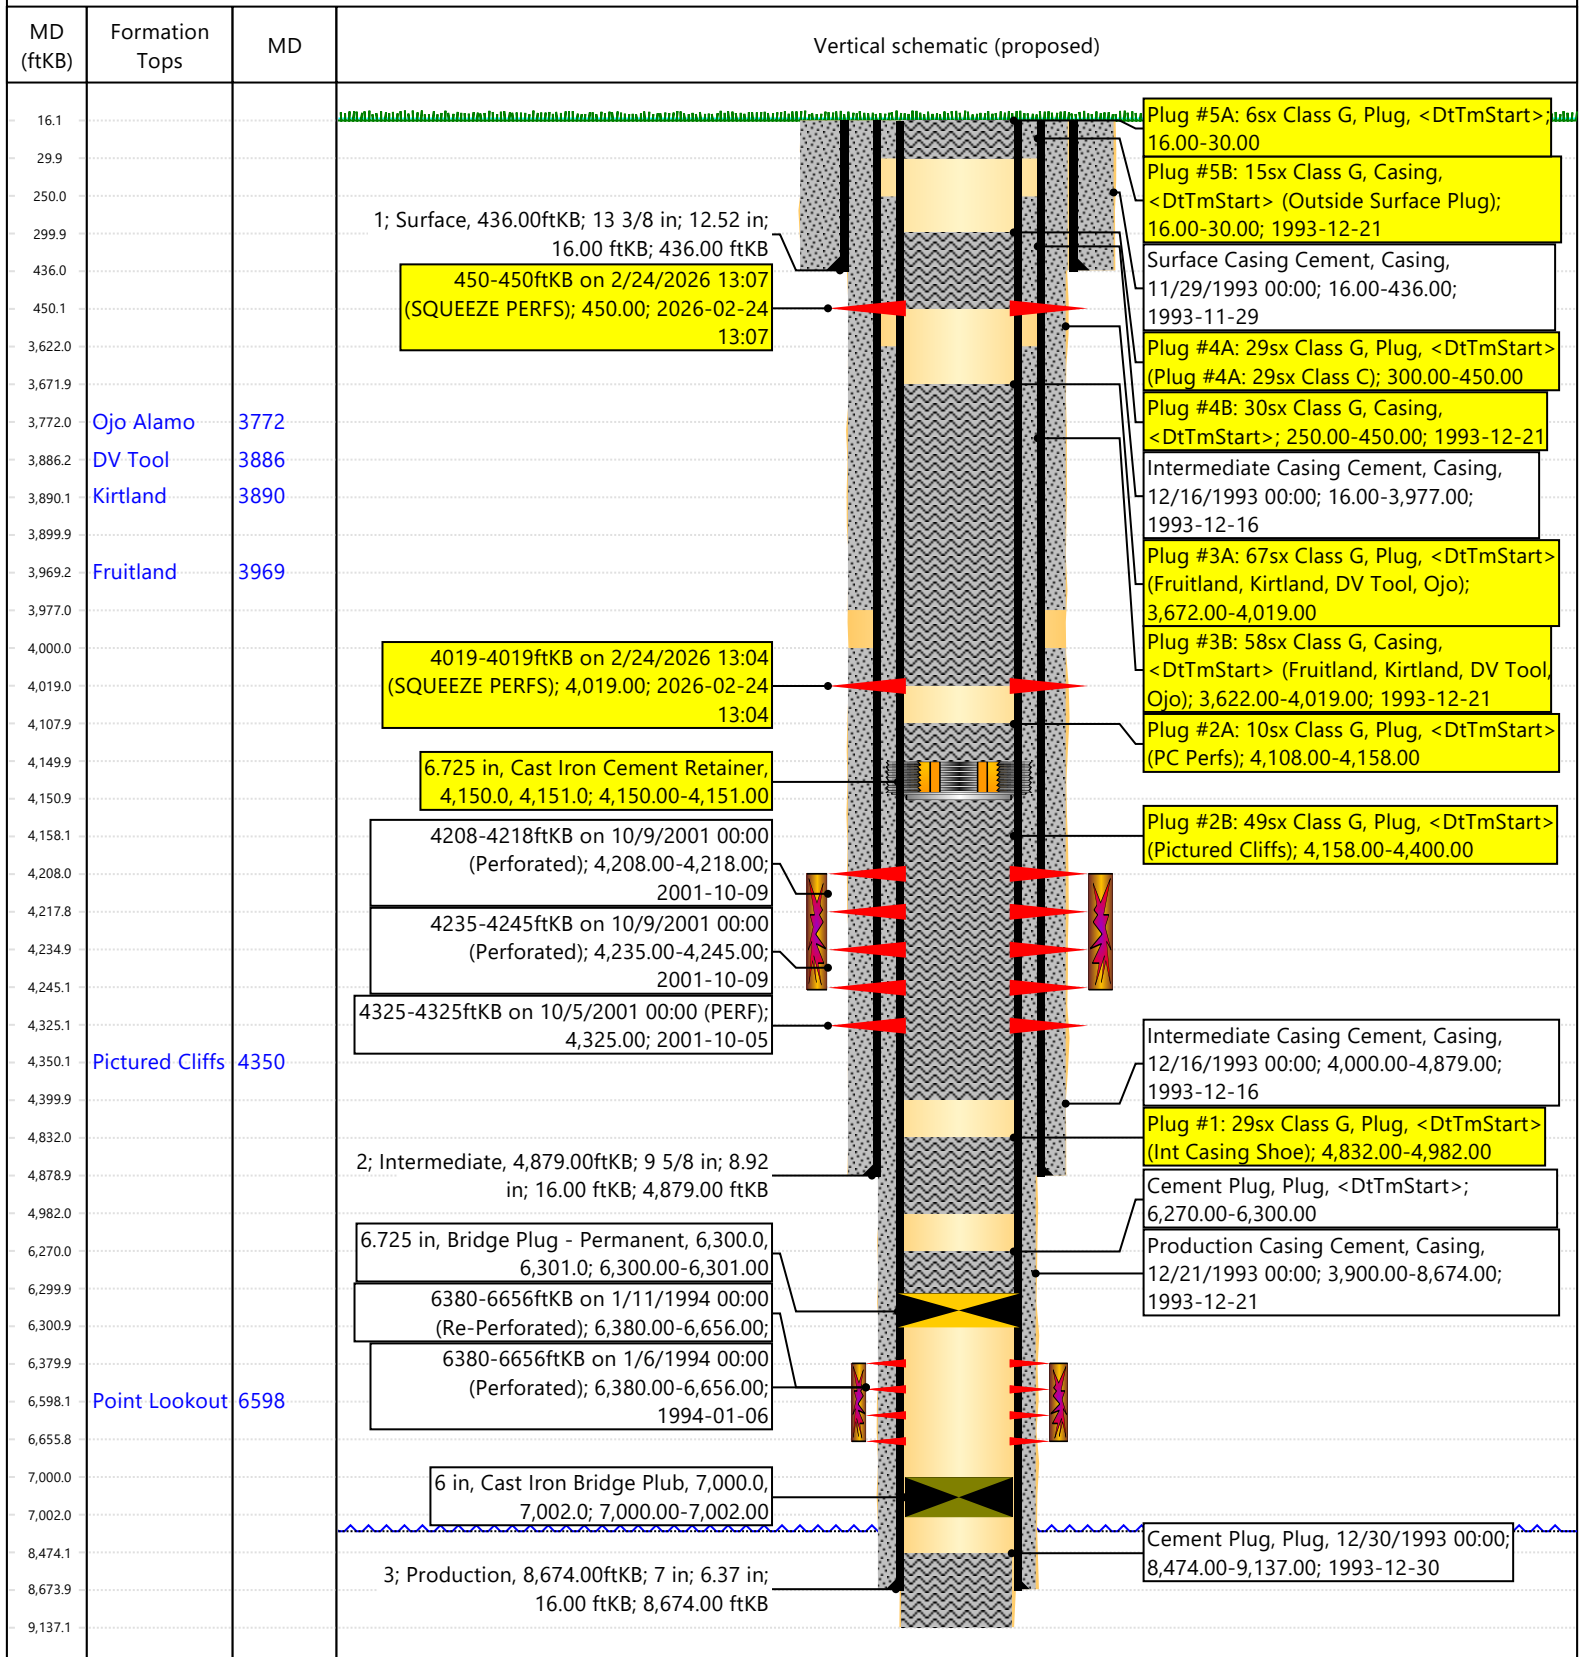 MD
(ftKB)
Formation
Tops
MD
Vertical schematic (proposed)
16.1
29.9
250.0
299.9
436.0
450.1
3,622.0
3,671.9
3,772.0
3,886.2
3,890.1
3,899.9
3,969.2
3,977.0
4,000.0
4,019.0
4,107.9
4,149.9
4,150.9
4,158.1
4,208.0
4,217.8
4,234.9
4,245.1
4,325.1
4,350.1
4,399.9
4,832.0
4,878.9
4,982.0
6,270.0
6,299.9
6,300.9
6,379.9
6,598.1
6,655.8
7,000.0
7,002.0
8,474.1
8,673.9
9,137.1
Ojo Alamo 3772
DV Tool 3886
Kirtland 3890
Fruitland 3969
Pictured Cliffs 4350
Point Lookout 6598
1; Surface, 436.00ftKB; 13 3/8 in; 12.52 in;
16.00 ftKB; 436.00 ftKB
450-450ftKB on 2/24/2026 13:07
(SQUEEZE PERFS); 450.00; 2026-02-24
13:07
4019-4019ftKB on 2/24/2026 13:04
(SQUEEZE PERFS); 4,019.00; 2026-02-24
13:04
6.725 in, Cast Iron Cement Retainer,
4,150.0, 4,151.0; 4,150.00-4,151.00
4208-4218ftKB on 10/9/2001 00:00
(Perforated); 4,208.00-4,218.00;
2001-10-09
4235-4245ftKB on 10/9/2001 00:00
(Perforated); 4,235.00-4,245.00;
2001-10-09
4325-4325ftKB on 10/5/2001 00:00 (PERF);
4,325.00; 2001-10-05
2; Intermediate, 4,879.00ftKB; 9 5/8 in; 8.92
in; 16.00 ftKB; 4,879.00 ftKB
6.725 in, Bridge Plug - Permanent, 6,300.0,
6,301.0; 6,300.00-6,301.00
6380-6656ftKB on 1/11/1994 00:00
(Re-Perforated); 6,380.00-6,656.00;
6380-6656ftKB on 1/6/1994 00:00
(Perforated); 6,380.00-6,656.00;
1994-01-06
6 in, Cast Iron Bridge Plub, 7,000.0,
7,002.0; 7,000.00-7,002.00
3; Production, 8,674.00ftKB; 7 in; 6.37 in;
16.00 ftKB; 8,674.00 ftKB
Plug #5A: 6sx Class G, Plug, <DtTmStart>;
16.00-30.00
Plug #5B: 15sx Class G, Casing,
<DtTmStart> (Outside Surface Plug);
16.00-30.00; 1993-12-21
Surface Casing Cement, Casing,
11/29/1993 00:00; 16.00-436.00;
1993-11-29
Plug #4A: 29sx Class G, Plug, <DtTmStart>
(Plug #4A: 29sx Class C); 300.00-450.00
Plug #4B: 30sx Class G, Casing,
<DtTmStart>; 250.00-450.00; 1993-12-21
Intermediate Casing Cement, Casing,
12/16/1993 00:00; 16.00-3,977.00;
1993-12-16
Plug #3A: 67sx Class G, Plug, <DtTmStart>
(Fruitland, Kirtland, DV Tool, Ojo);
3,672.00-4,019.00
Plug #3B: 58sx Class G, Casing,
<DtTmStart> (Fruitland, Kirtland, DV Tool,
Ojo); 3,622.00-4,019.00; 1993-12-21
Plug #2A: 10sx Class G, Plug, <DtTmStart>
(PC Perfs); 4,108.00-4,158.00
Plug #2B: 49sx Class G, Plug, <DtTmStart>
(Pictured Cliffs); 4,158.00-4,400.00
Intermediate Casing Cement, Casing,
12/16/1993 00:00; 4,000.00-4,879.00;
1993-12-16
Plug #1: 29sx Class G, Plug, <DtTmStart>
(Int Casing Shoe); 4,832.00-4,982.00
Cement Plug, Plug, <DtTmStart>;
6,270.00-6,300.00
Production Casing Cement, Casing,
12/21/1993 00:00; 3,900.00-8,674.00;
1993-12-21
Cement Plug, Plug, 12/30/1993 00:00;
8,474.00-9,137.00; 1993-12-30